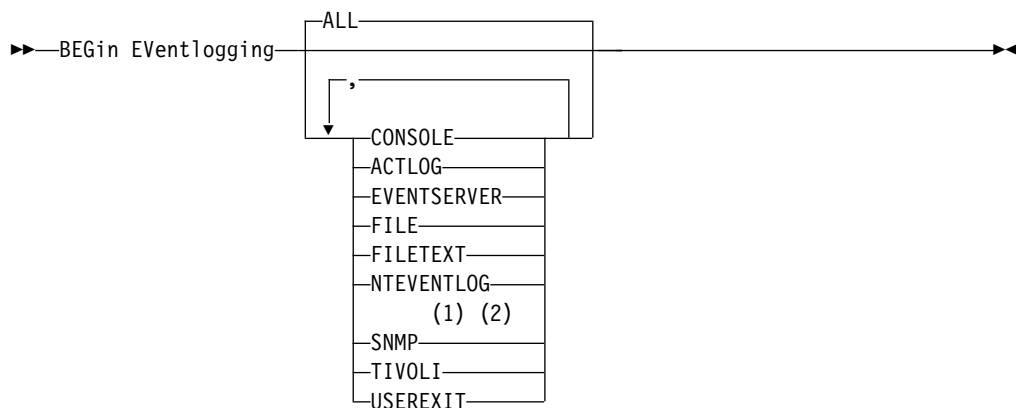 ALL
BEGin EVentlogging
,
CONSOLE
ACTLOG
EVENTSERVER
FILE
FILETEXT
NTEVENTLOG
(1) (2)
SNMP
TIVOLI
USEREXIT